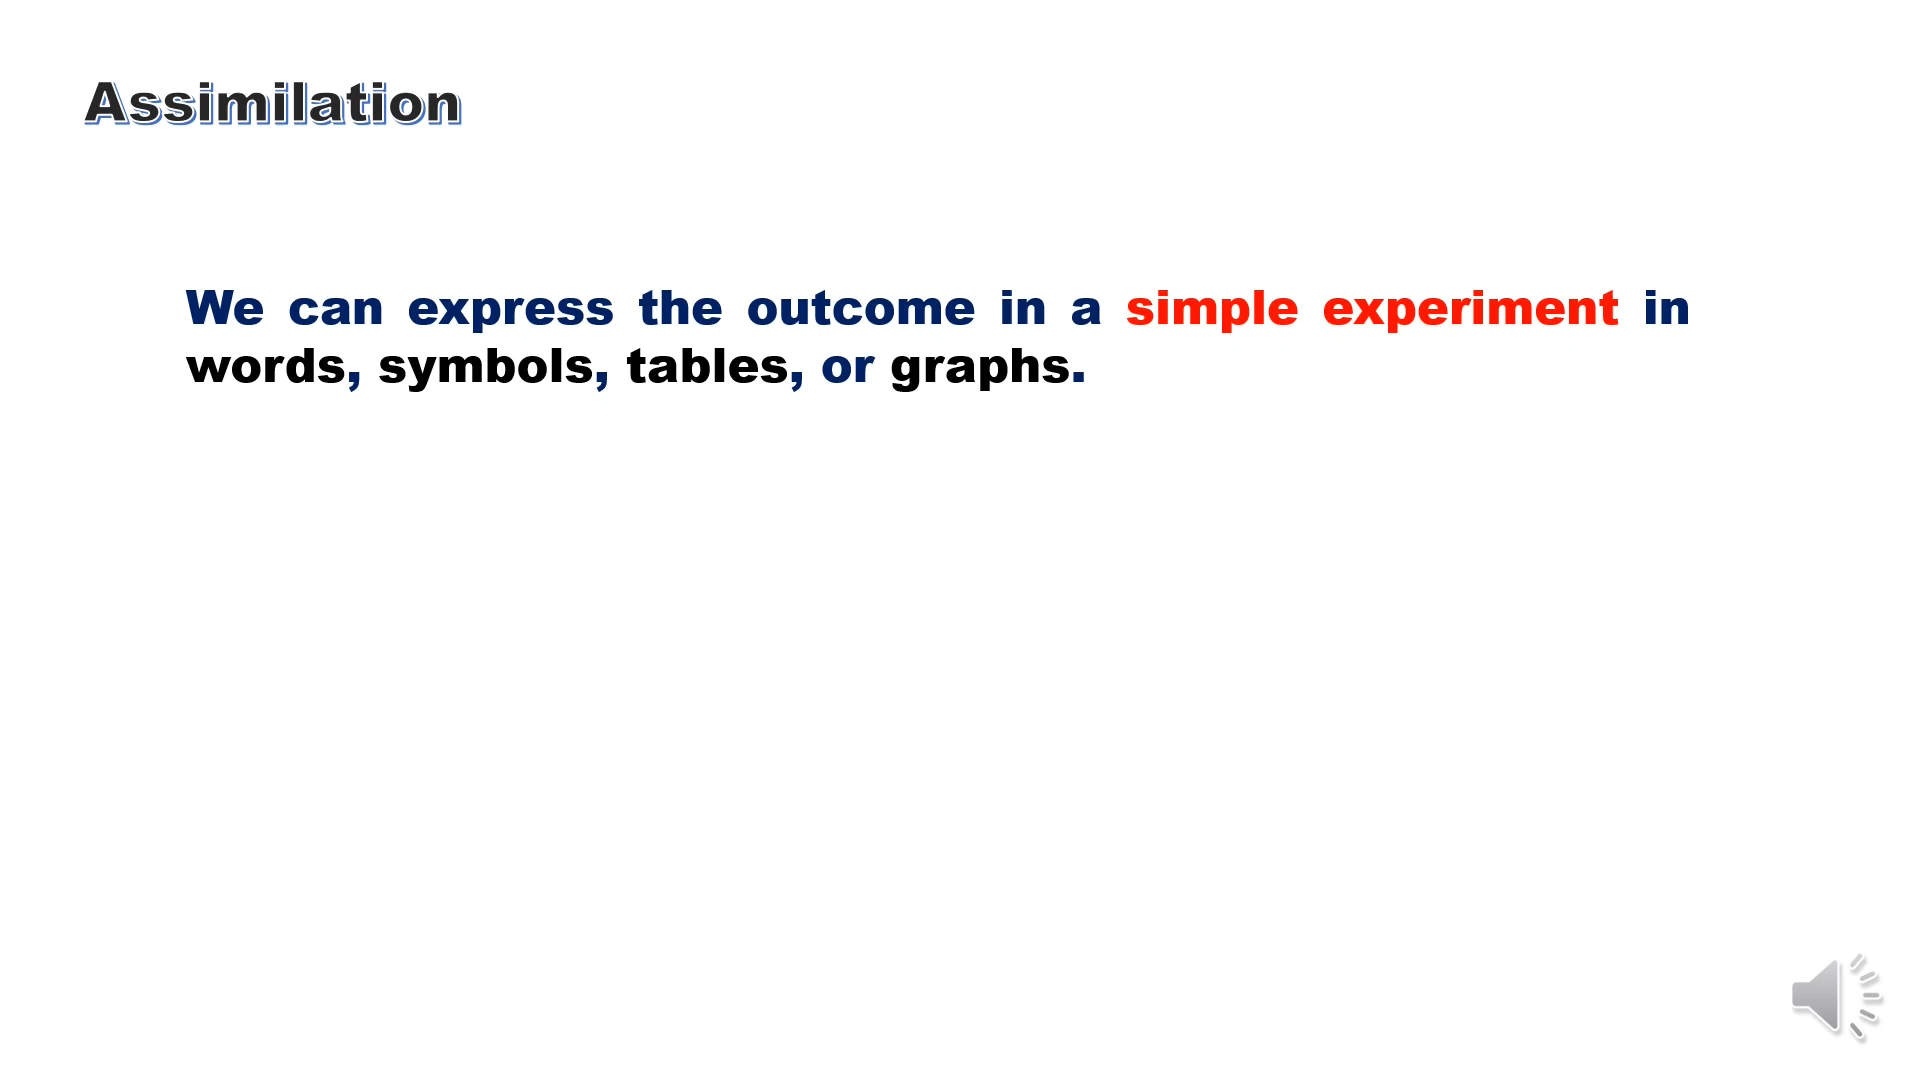 Assimilation
We can express the outcome in a simple experiment in
words, symbols, tables, or graphs.